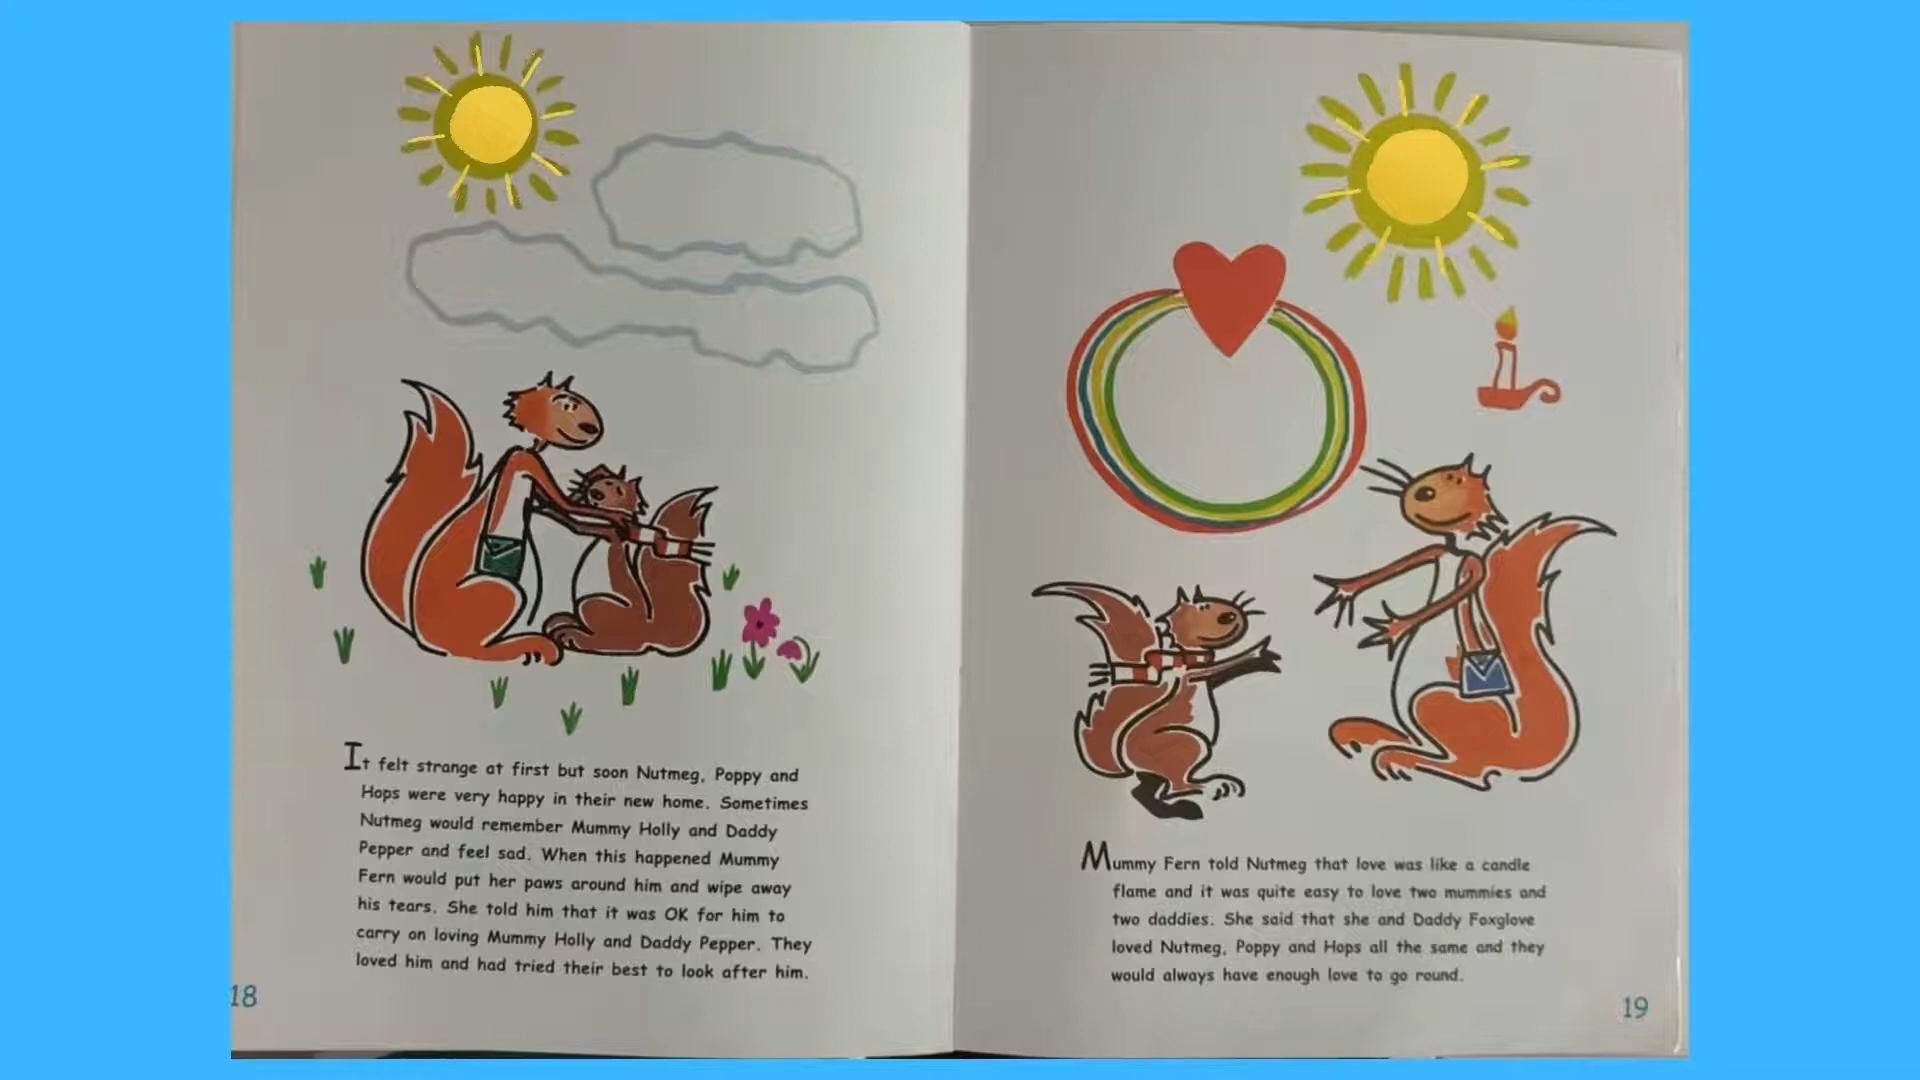 It felt strange at first but soon Nutmeg, Poppy and
Hops were very happy in their new home. Sometimes
Nutmeg would remember Mummy Holly and Daddy
Pepper and feel sad. When this happened Mummy
Fern would put her paws around him and wipe away
his tears. She told him that it was OK for him to
carry on loving Mummy Holly and Daddy Pepper. They
loved him and had tried their best to look after him.
18
Mummy Fern told Nutmeg that love was like a candle
flame and it was quite easy to love two mummies and
two daddies. She said that she and Daddy Foxglove
loved Nutmeg, Poppy and Hops all the same and they
would always have enough love to go round.
19